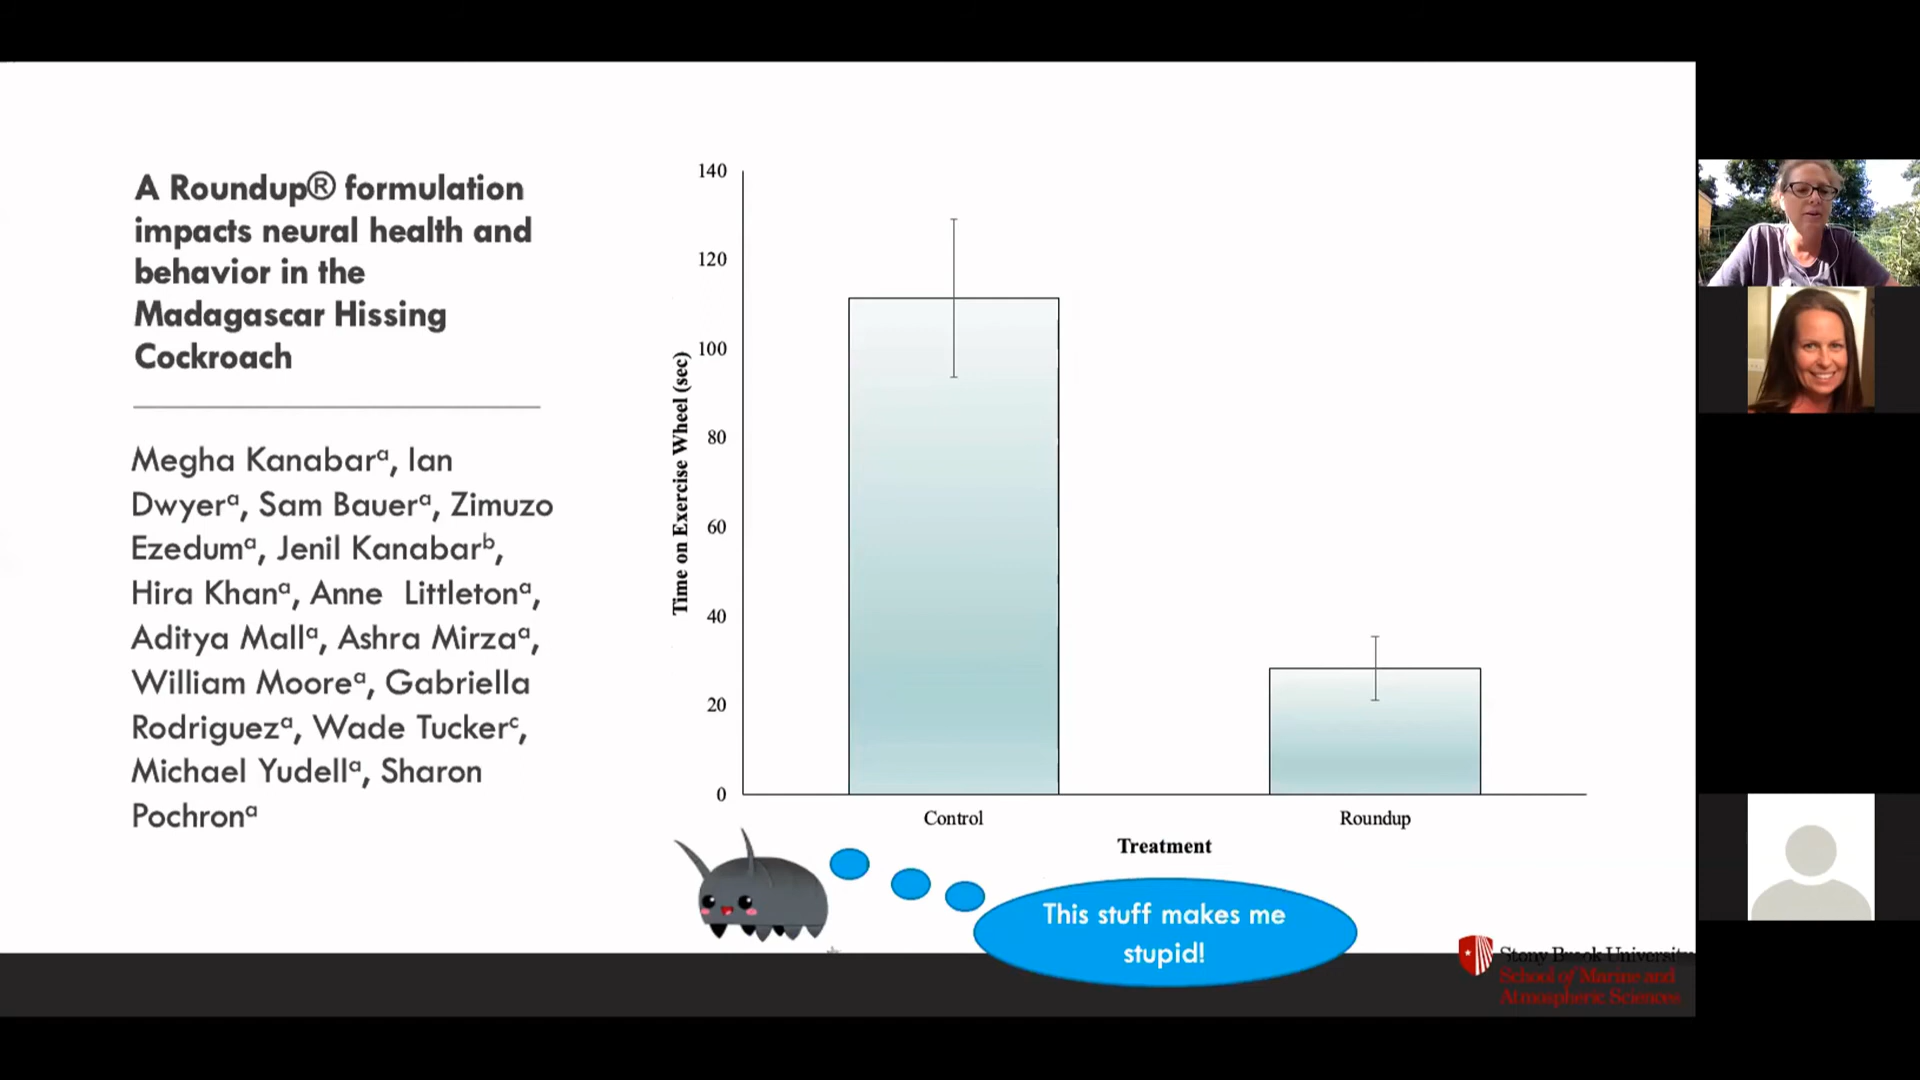 A Roundup® formulation
impacts neural health and
behavior in the
Madagascar Hissing
Cockroach
Megha Kanabarᵃ, Ian
Dwyerᵃ, Sam Bauerᵃ, Zimuzo
Ezedumᵃ, Jenil Kanabarᵇ,
Hira Khanᵃ, Anne Littletonᵃ,
Aditya Mallᵃ, Ashra Mirzaᵃ,
William Mooreᵃ, Gabriella
Rodriguezᵃ, Wade Tuckerᶜ,
Michael Yudellᵃ, Sharon
Pochronᵃ
Time on Exercise Wheel (sec)
140
120
100
80
60
40
20
0
Control
Roundup
Treatment
This stuff makes me
stupid!
Stony Brook University
School of Marine and
Atmospheric Sciences